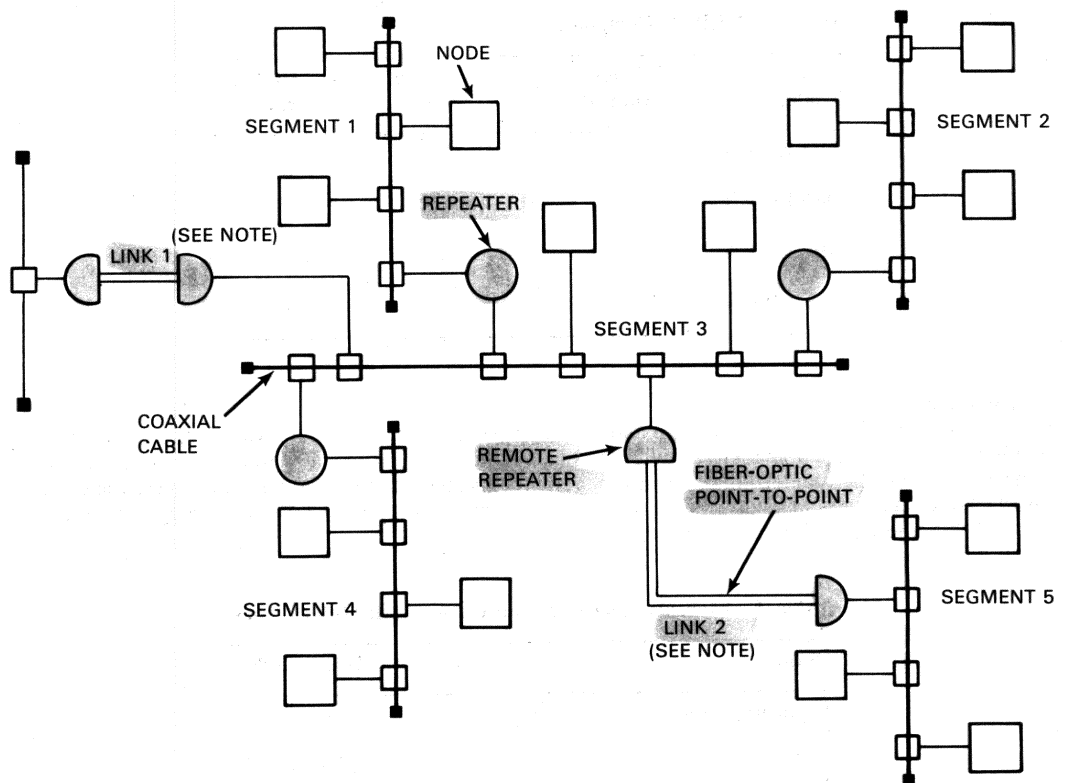 NODE
SEGMENT 1
SEGMENT 2
REPEATER
(SEE NOTE)
LINK 1
SEGMENT 3
COAXIAL
CABLE
REMOTE
REPEATER
FIBER-OPTIC
POINT-TO-POINT
SEGMENT 4
SEGMENT 5
LINK 2
(SEE NOTE)